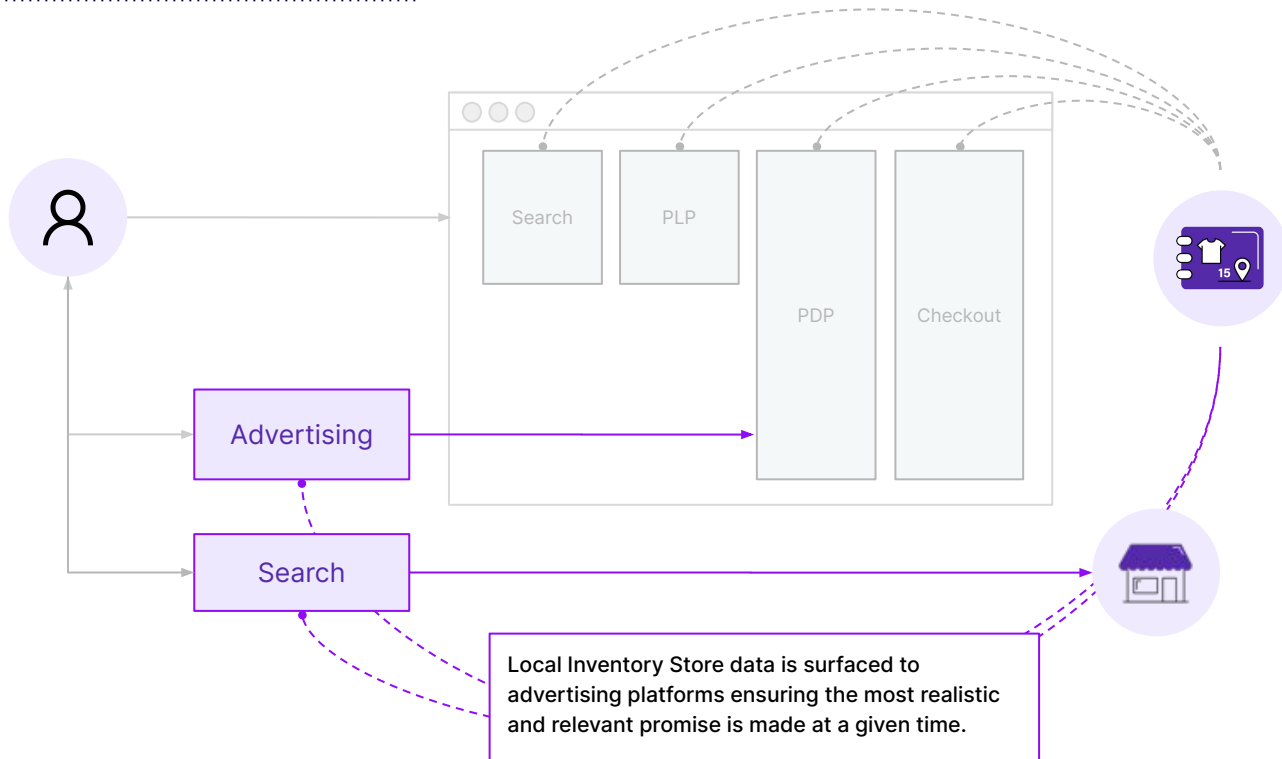 Search
PLP
PDP
Checkout
15
Advertising
Search
Local Inventory Store data is surfaced to
advertising platforms ensuring the most realistic
and relevant promise is made at a given time.